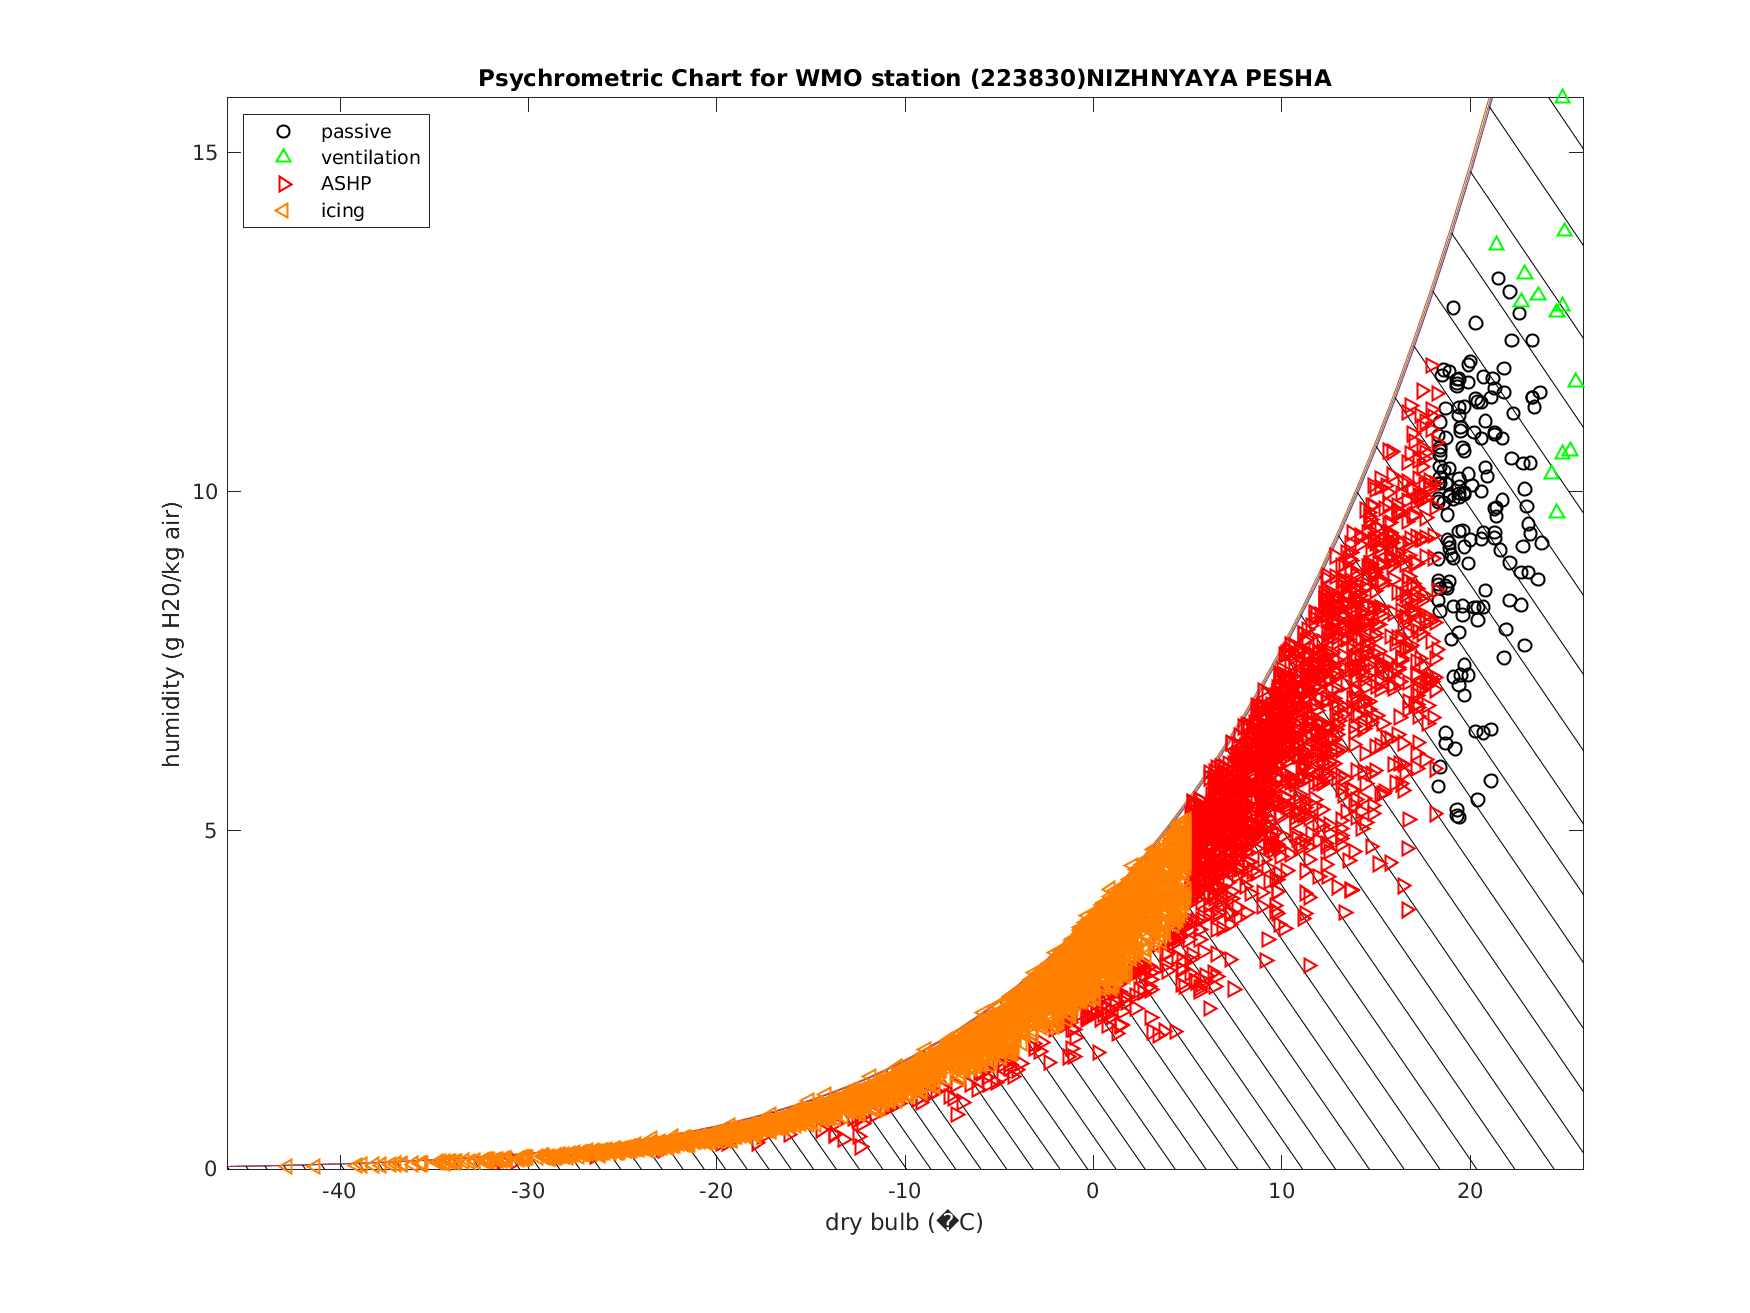 Psychrometric Chart for WMO station (223830)NIZHNYAYA PESHA
passive
ventilation
ASHP
icing
15
10
5
0
humidity (g H20/kg air)
-40 -30 -20 -10 0 10 20
dry bulb (�C)